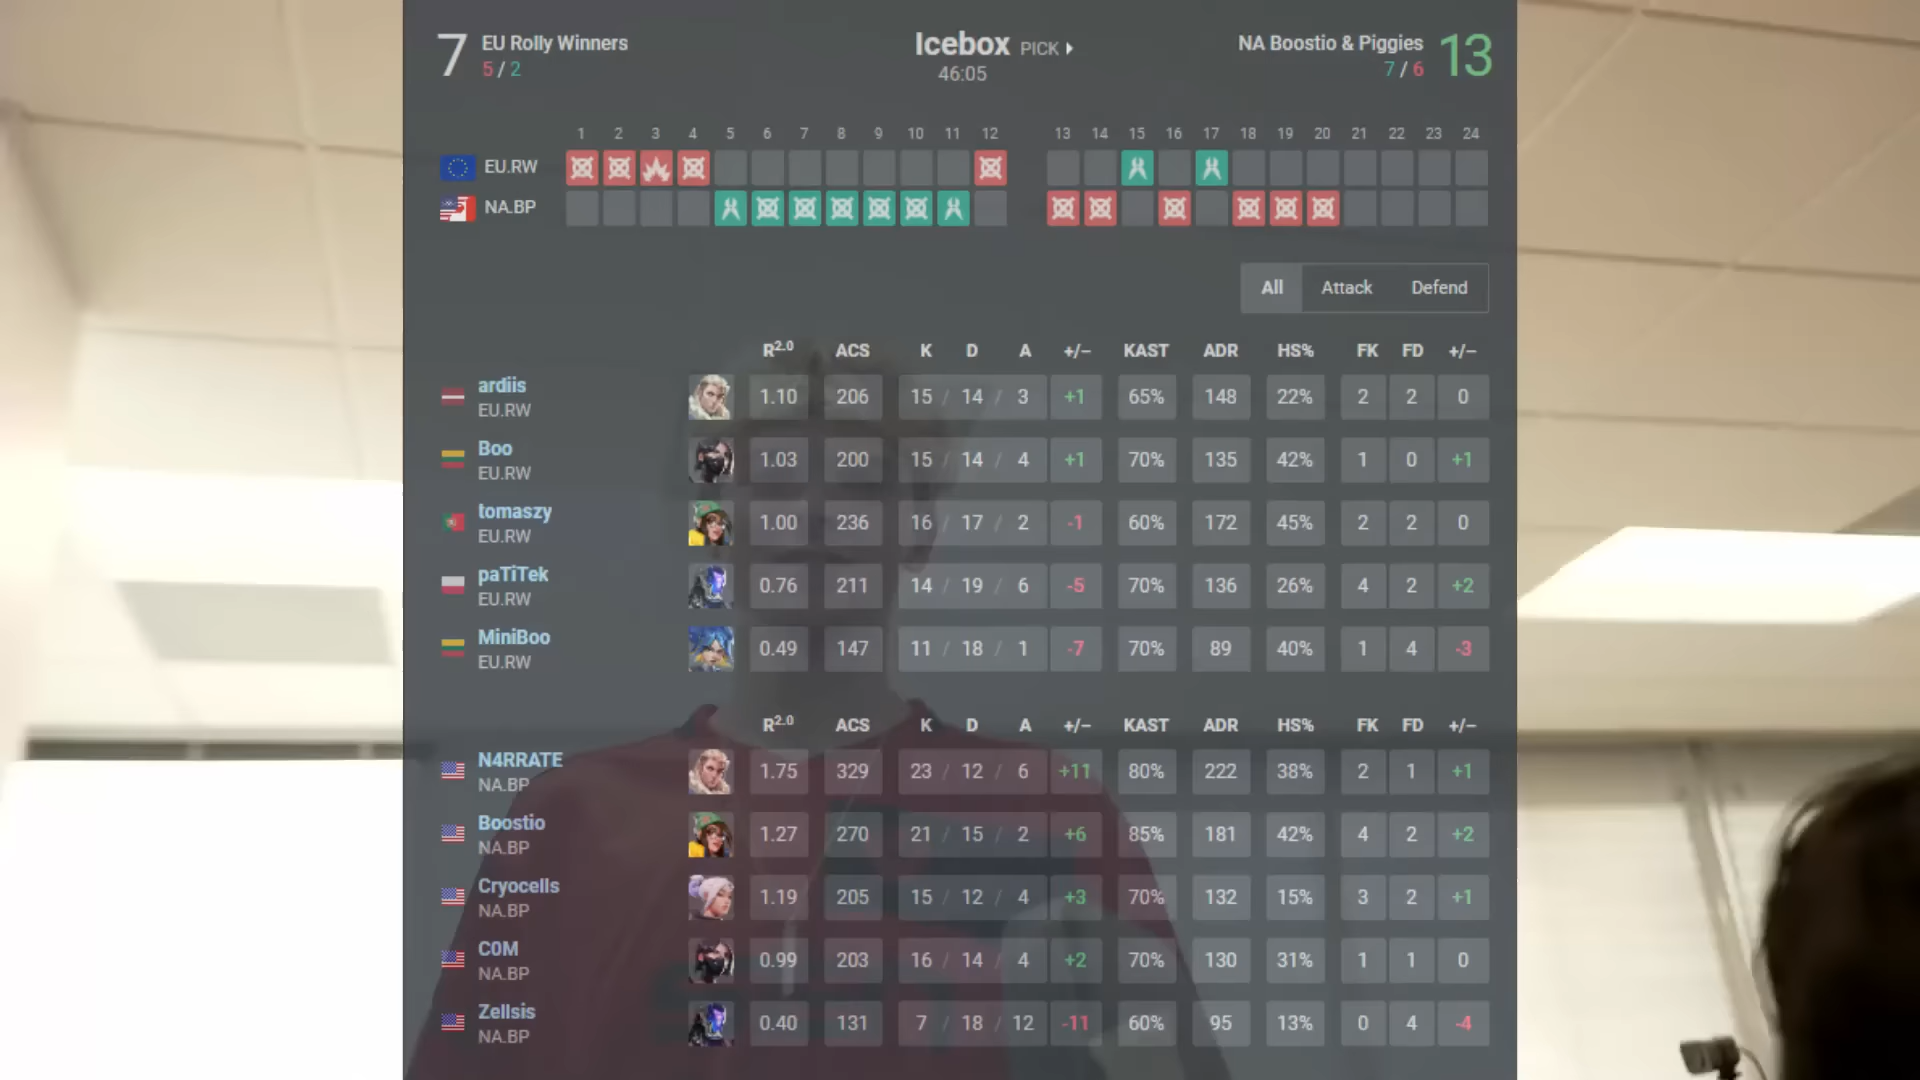 7 EU Rolly Winners Icebox PICK NA Boostio & Piggies 13
5 / 2 46:05 7 / 6
1 2 3 4 5 6 7 8 9 10 11 12 13 14 15 16 17 18 19 20 21 22 23 24
EU.RW
NA.BP
All Attack Defend
R2.0 ACS K D A +/− KAST ADR HS% FK FD +/−
ardiis
EU.RW
1.10 206 15 / 14 / 3 +1 65% 148 22% 2 2 0
Boo
EU.RW
1.03 200 15 / 14 / 4 +1 70% 135 42% 1 0 +1
tomaszy
EU.RW
1.00 236 16 / 17 / 2 -1 60% 172 45% 2 2 0
paTiTek
EU.RW
0.76 211 14 / 19 / 6 -5 70% 136 26% 4 2 +2
MiniBoo
EU.RW
0.49 147 11 / 18 / 1 -7 70% 89 40% 1 4 -3
R2.0 ACS K D A +/− KAST ADR HS% FK FD +/−
N4RRATE
NA.BP
1.75 329 23 / 12 / 6 +11 80% 222 38% 2 1 +1
Boostio
NA.BP
1.27 270 21 / 15 / 2 +6 85% 181 42% 4 2 +2
Cryocells
NA.BP
1.19 205 15 / 12 / 4 +3 70% 132 15% 3 2 +1
C0M
NA.BP
0.99 203 16 / 14 / 4 +2 70% 130 31% 1 1 0
Zellsis
NA.BP
0.40 131 7 / 18 / 12 -11 60% 95 13% 0 4 -4